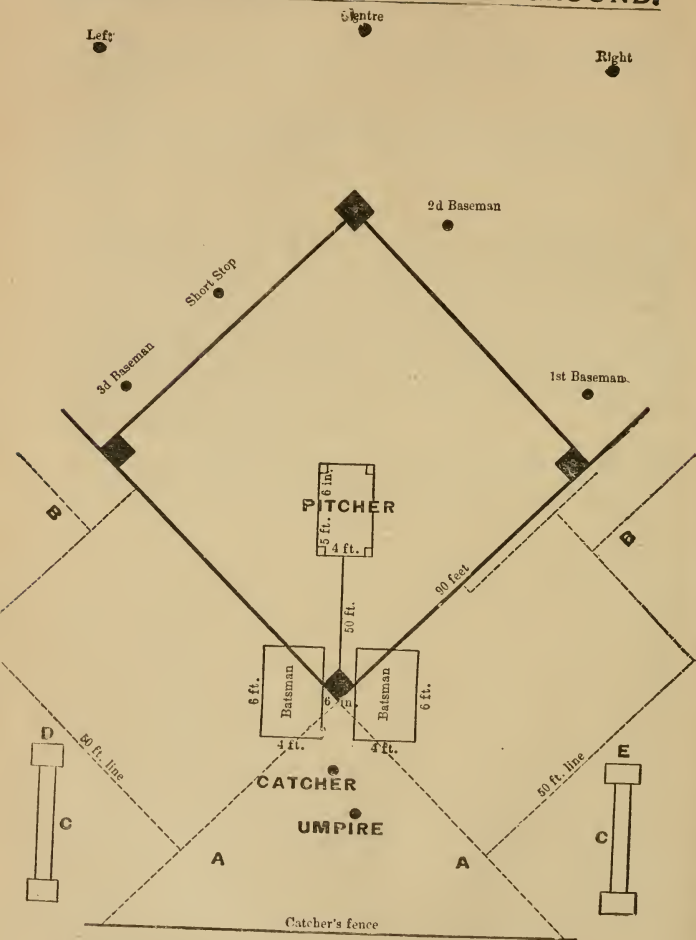 GROUND.
Left
Centre
Right
2d Baseman
Short Stop
3d Baseman
1st Baseman.
B
5 ft. 6 in.
PITCHER
4 ft.
B
90 feet
50 ft.
6 ft.
Batsman
6 in.
Batsman
6 ft.
4 ft.
4 ft.
D
50 ft. line
E
50 ft. line
CATCHER
C
UMPIRE
C
A
A
Catcher's fence